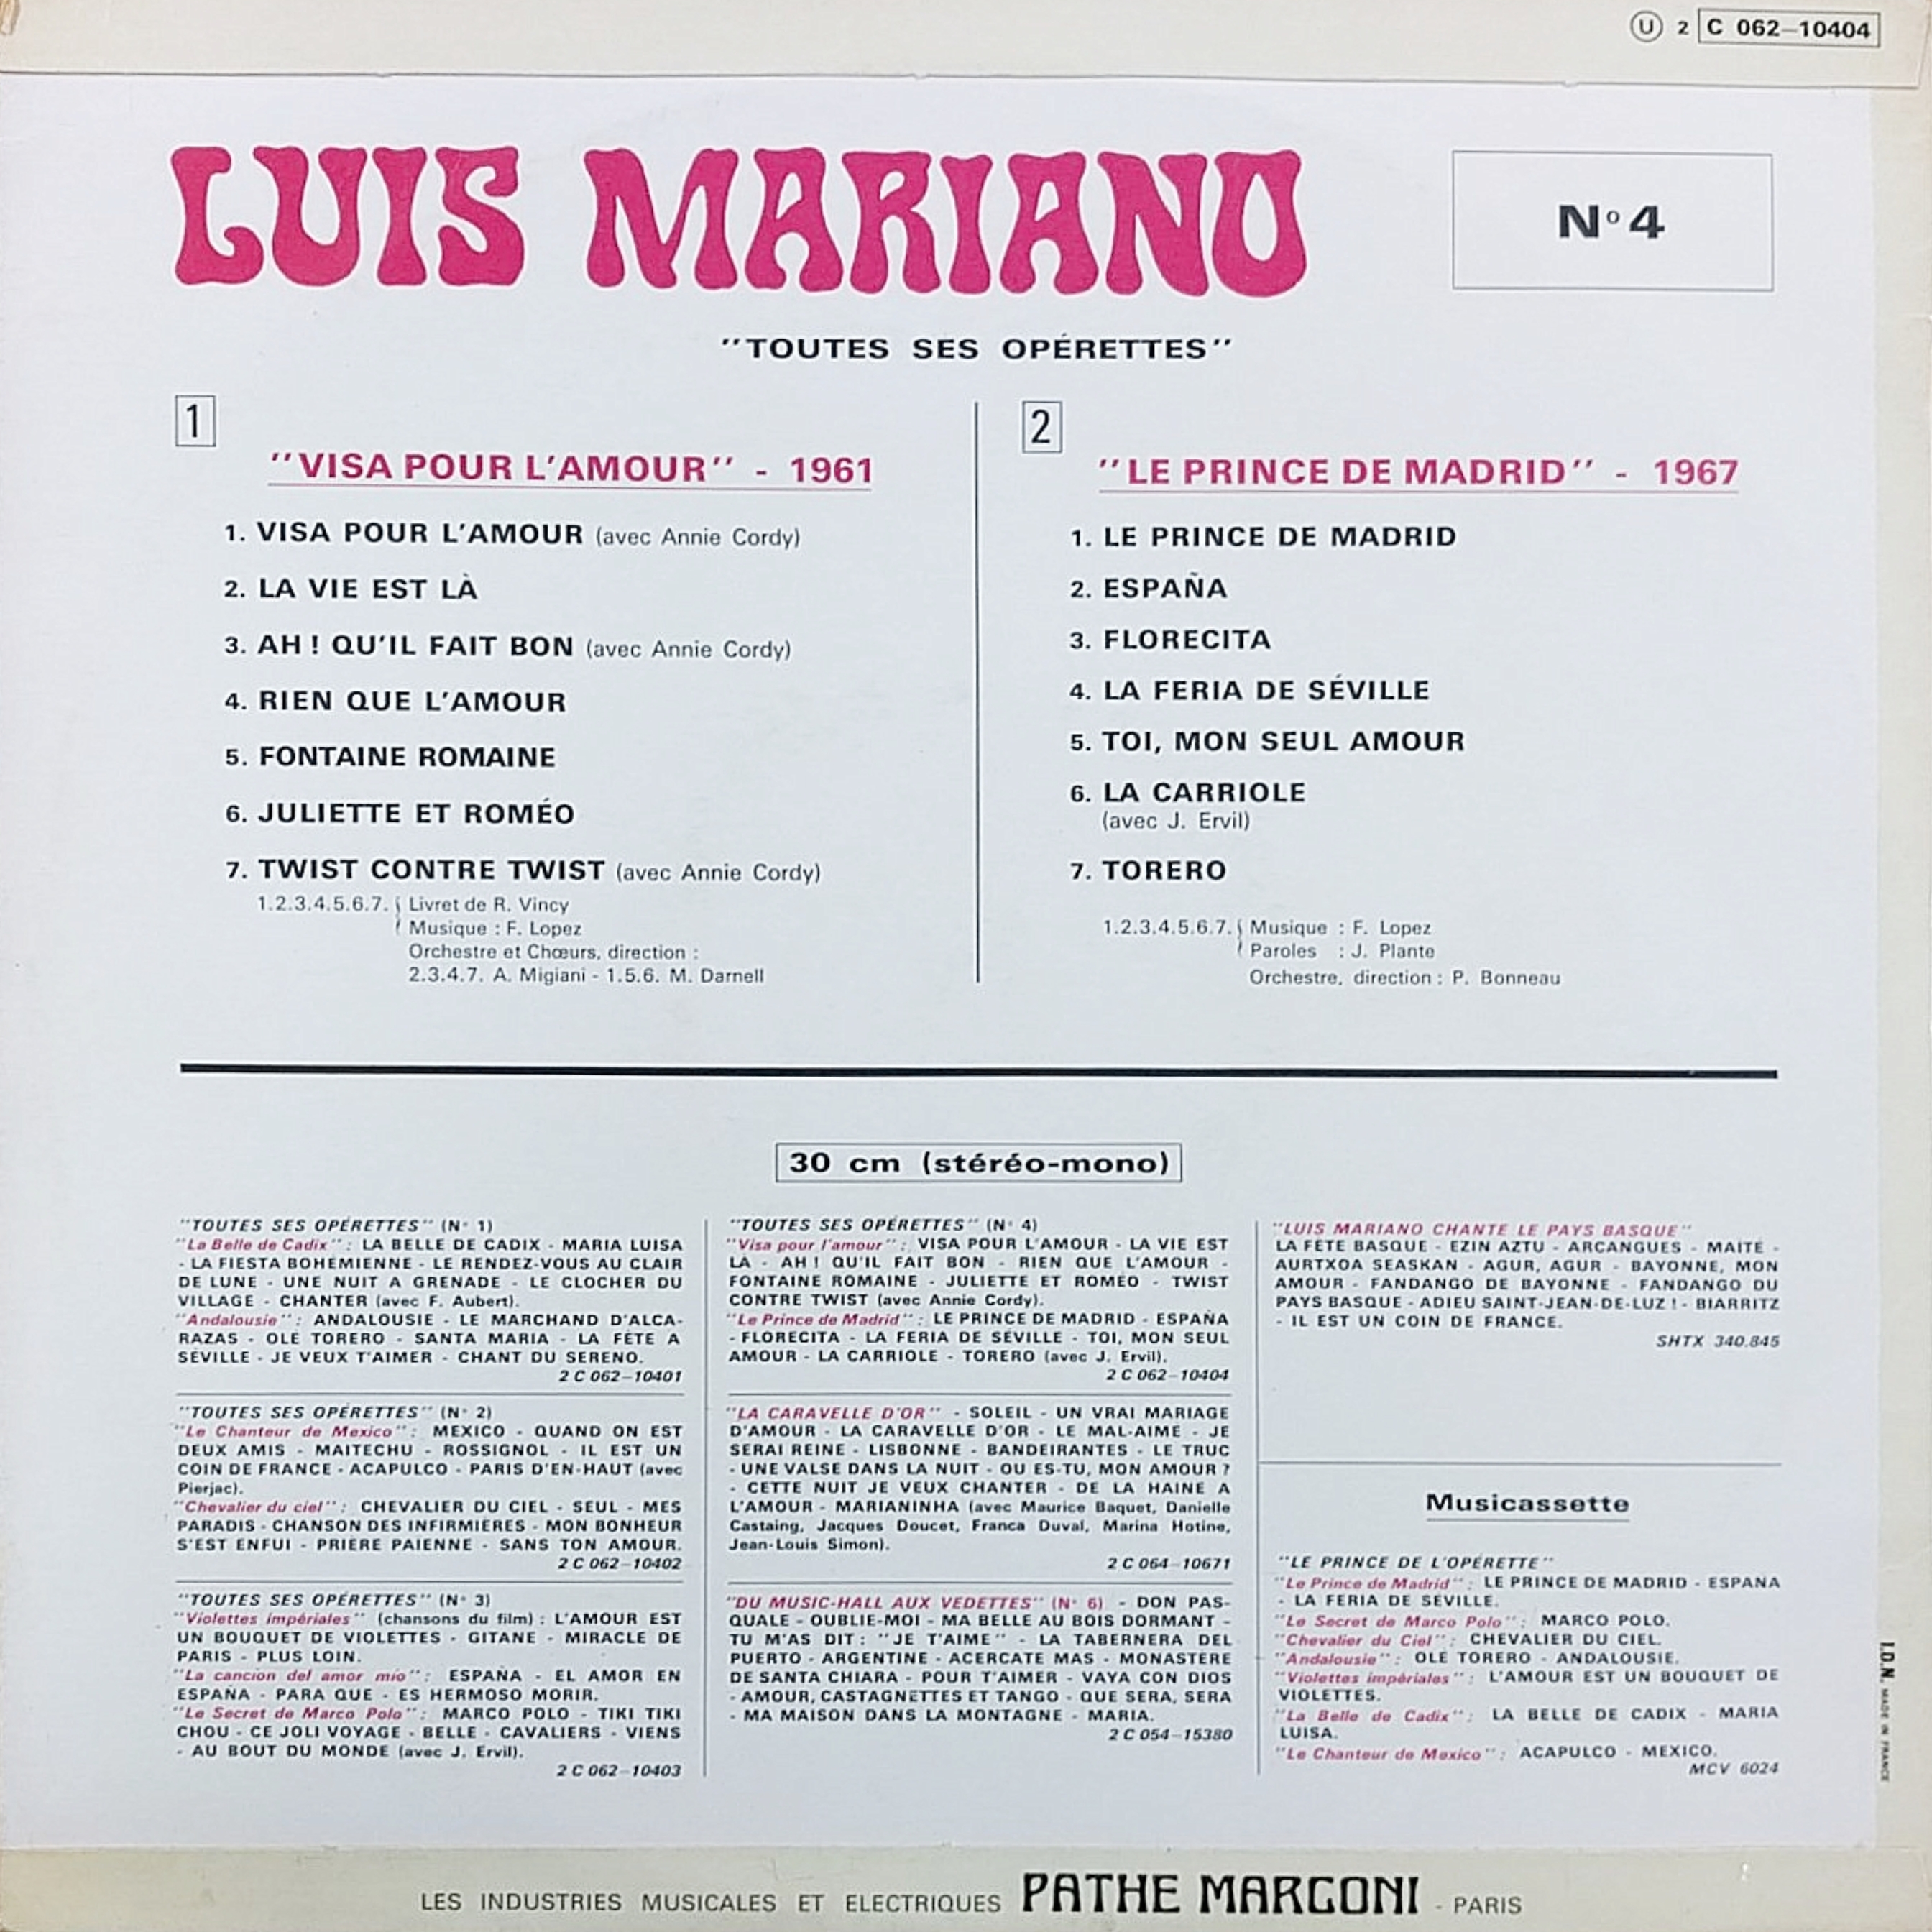 U 2 C 062-10404
LUIS MARIANO
N° 4
"TOUTES SES OPÉRETTES"
1
"VISA POUR L'AMOUR" - 1961
1. VISA POUR L'AMOUR (avec Annie Cordy)
2. LA VIE EST LÀ
3. AH ! QU'IL FAIT BON (avec Annie Cordy)
4. RIEN QUE L'AMOUR
5. FONTAINE ROMAINE
6. JULIETTE ET ROMÉO
7. TWIST CONTRE TWIST (avec Annie Cordy)
1.2.3.4.5.6.7. { Livret de R. Vincy
Musique : F. Lopez
Orchestre et Chœurs, direction :
2.3.4.7. A. Migiani - 1.5.6. M. Darnell
2
"LE PRINCE DE MADRID" - 1967
1. LE PRINCE DE MADRID
2. ESPAÑA
3. FLORECITA
4. LA FERIA DE SÉVILLE
5. TOI, MON SEUL AMOUR
6. LA CARRIOLE
(avec J. Ervil)
7. TORERO
1.2.3.4.5.6.7. { Musique : F. Lopez
Paroles : J. Plante
Orchestre, direction : P. Bonneau
30 cm (stéréo-mono)
"TOUTES SES OPÉRETTES" (N° 1)
"La Belle de Cadix" : LA BELLE DE CADIX - MARIA LUISA
- LA FIESTA BOHÉMIENNE - LE RENDEZ-VOUS AU CLAIR
DE LUNE - UNE NUIT A GRENADE - LE CLOCHER DU
VILLAGE - CHANTER (avec F. Aubert).
"Andalousie" : ANDALOUSIE - LE MARCHAND D'ALCA-
RAZAS - OLÉ TORERO - SANTA MARIA - LA FÊTE A
SÉVILLE - JE VEUX T'AIMER - CHANT DU SERENO.
2 C 062-10401
"TOUTES SES OPÉRETTES" (N° 2)
"Le Chanteur de Mexico" : MEXICO - QUAND ON EST
DEUX AMIS - MAITECHU - ROSSIGNOL - IL EST UN
COIN DE FRANCE - ACAPULCO - PARIS D'EN-HAUT (avec
Pierjac).
"Chevalier du ciel" : CHEVALIER DU CIEL - SEUL - MES
PARADIS - CHANSON DES INFIRMIÈRES - MON BONHEUR
S'EST ENFUI - PRIÈRE PAIENNE - SANS TON AMOUR.
2 C 062-10402
"TOUTES SES OPÉRETTES" (N° 3)
"Violettes impériales" (chansons du film) : L'AMOUR EST
UN BOUQUET DE VIOLETTES - GITANE - MIRACLE DE
PARIS - PLUS LOIN.
"La cancion del amor mio" : ESPAÑA - EL AMOR EN
ESPAÑA - PARA QUE - ES HERMOSO MORIR.
"Le Secret de Marco Polo" : MARCO POLO - TIKI TIKI
CHOU - CE JOLI VOYAGE - BELLE - CAVALIERS - VIENS
- AU BOUT DU MONDE (avec J. Ervil).
2 C 062-10403
"TOUTES SES OPÉRETTES" (N° 4)
"Visa pour l'amour" : VISA POUR L'AMOUR - LA VIE EST
LÀ - AH ! QU'IL FAIT BON - RIEN QUE L'AMOUR -
FONTAINE ROMAINE - JULIETTE ET ROMÉO - TWIST
CONTRE TWIST (avec Annie Cordy).
"Le Prince de Madrid" : LE PRINCE DE MADRID - ESPAÑA
- FLORECITA - LA FERIA DE SÉVILLE - TOI, MON SEUL
AMOUR - LA CARRIOLE - TORERO (avec J. Ervil).
2 C 062-10404
"LA CARAVELLE D'OR" - SOLEIL - UN VRAI MARIAGE
D'AMOUR - LA CARAVELLE D'OR - LE MAL-AIMÉ - JE
SERAI REINE - LISBONNE - BANDEIRANTES - LE TRUC
- UNE VALSE DANS LA NUIT - OU ES-TU, MON AMOUR ?
- CETTE NUIT JE VEUX CHANTER - DE LA HAINE A
L'AMOUR - MARIANINHA (avec Maurice Baquet, Danielle
Castaing, Jacques Doucet, Franca Duval, Marina Hotine,
Jean-Louis Simon).
2 C 064-10671
"DU MUSIC-HALL AUX VEDETTES" (N° 6) - DON PAS-
QUALE - OUBLIE-MOI - MA BELLE AU BOIS DORMANT -
TU M'AS DIT : "JE T'AIME" - LA TABERNERA DEL
PUERTO - ARGENTINE - ACERCATE MAS - MONASTÈRE
DE SANTA CHIARA - POUR T'AIMER - VAYA CON DIOS
- AMOUR, CASTAGNETTES ET TANGO - QUE SERA, SERA
- MA MAISON DANS LA MONTAGNE - MARIA.
2 C 054-15380
"LUIS MARIANO CHANTE LE PAYS BASQUE"
LA FÊTE BASQUE - EZIN AZTU - ARCANGUES - MAÏTÉ -
AURTXOA SEASKAN - AGUR, AGUR - BAYONNE, MON
AMOUR - FANDANGO DE BAYONNE - FANDANGO DU
PAYS BASQUE - ADIEU SAINT-JEAN-DE-LUZ ! - BIARRITZ
- IL EST UN COIN DE FRANCE.
SHTX 340.845
Musicassette
"LE PRINCE DE L'OPÉRETTE"
"Le Prince de Madrid" : LE PRINCE DE MADRID - ESPANA
- LA FERIA DE SÉVILLE.
"Le Secret de Marco Polo" : MARCO POLO.
"Chevalier du Ciel" : CHEVALIER DU CIEL.
"Andalousie" : OLÉ TORERO - ANDALOUSIE.
"Violettes impériales" : L'AMOUR EST UN BOUQUET DE
VIOLETTES.
"La Belle de Cadix" : LA BELLE DE CADIX - MARIA
LUISA.
"Le Chanteur de Mexico" : ACAPULCO - MEXICO.
MCV 6024
I.D.N. MADE IN FRANCE
LES INDUSTRIES MUSICALES ET ELECTRIQUES PATHE MARCONI - PARIS